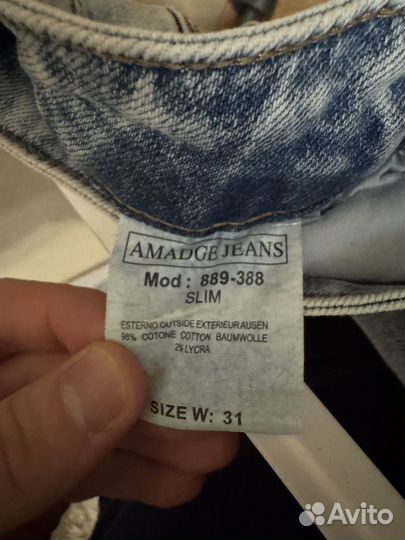 AMADGE JEANS
Mod : 889-388
SLIM
ESTERNO OUTSIDE EXTERIEUR AUSEN
98% COTONE COTTON BAUMWOLLE
2% LYCRA
SIZE W: 31
Avito